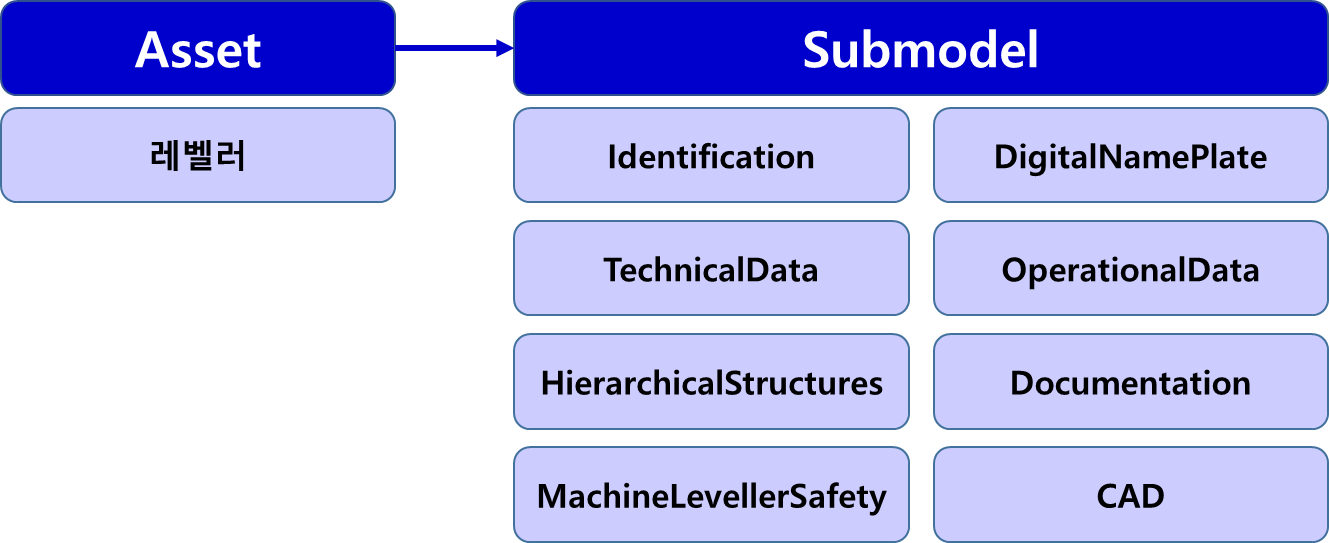 Asset
Submodel
레벨러
Identification
DigitalNamePlate
TechnicalData
OperationalData
HierarchicalStructures
Documentation
MachineLevellerSafety
CAD